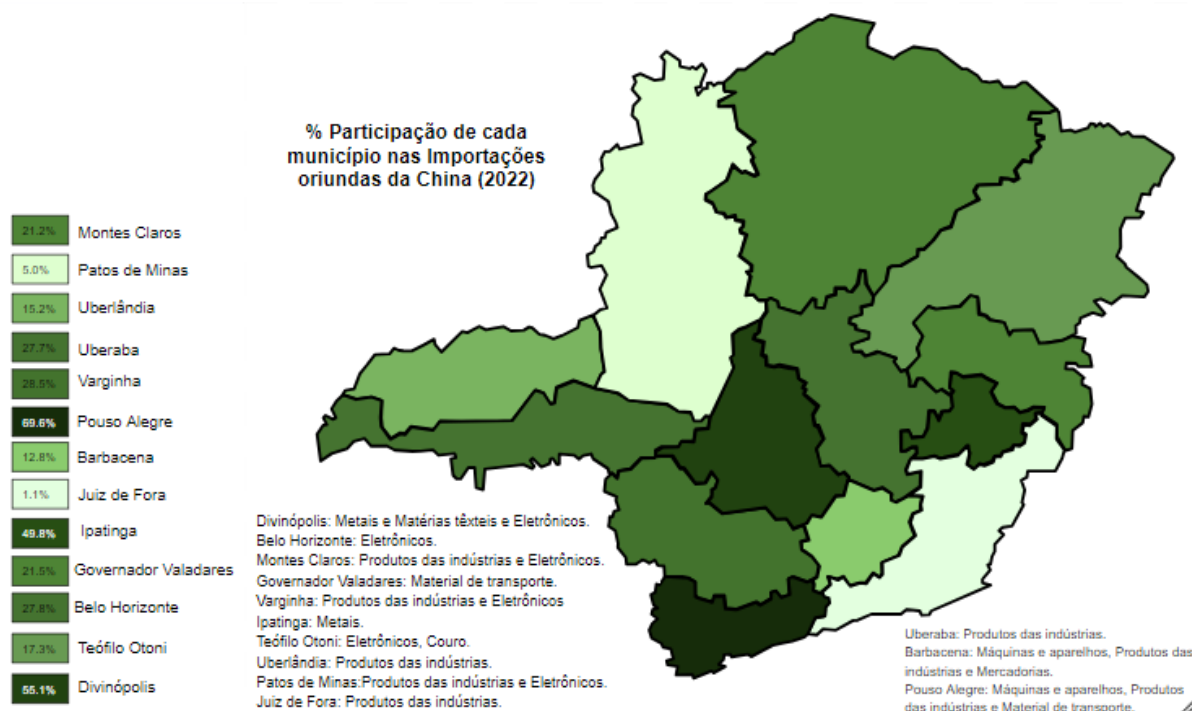 % Participação de cada
município nas Importações
oriundas da China (2022)
21.2% Montes Claros
5.0% Patos de Minas
15.2% Uberlândia
27.7% Uberaba
28.5% Varginha
69.6% Pouso Alegre
12.8% Barbacena
1.1% Juiz de Fora
49.8% Ipatinga
21.5% Governador Valadares
27.8% Belo Horizonte
17.3% Teófilo Otoni
55.1% Divinópolis
Divinópolis: Metais e Matérias têxteis e Eletrônicos.
Belo Horizonte: Eletrônicos.
Montes Claros: Produtos das indústrias e Eletrônicos.
Governador Valadares: Material de transporte.
Varginha: Produtos das indústrias e Eletrônicos
Ipatinga: Metais.
Teófilo Otoni: Eletrônicos, Couro.
Uberlândia: Produtos das indústrias.
Patos de Minas:Produtos das indústrias e Eletrônicos.
Juiz de Fora: Produtos das indústrias.
Uberaba: Produtos das indústrias.
Barbacena: Máquinas e aparelhos, Produtos das
indústrias e Mercadorias.
Pouso Alegre: Máquinas e aparelhos, Produtos
das indústrias e Material de transporte.